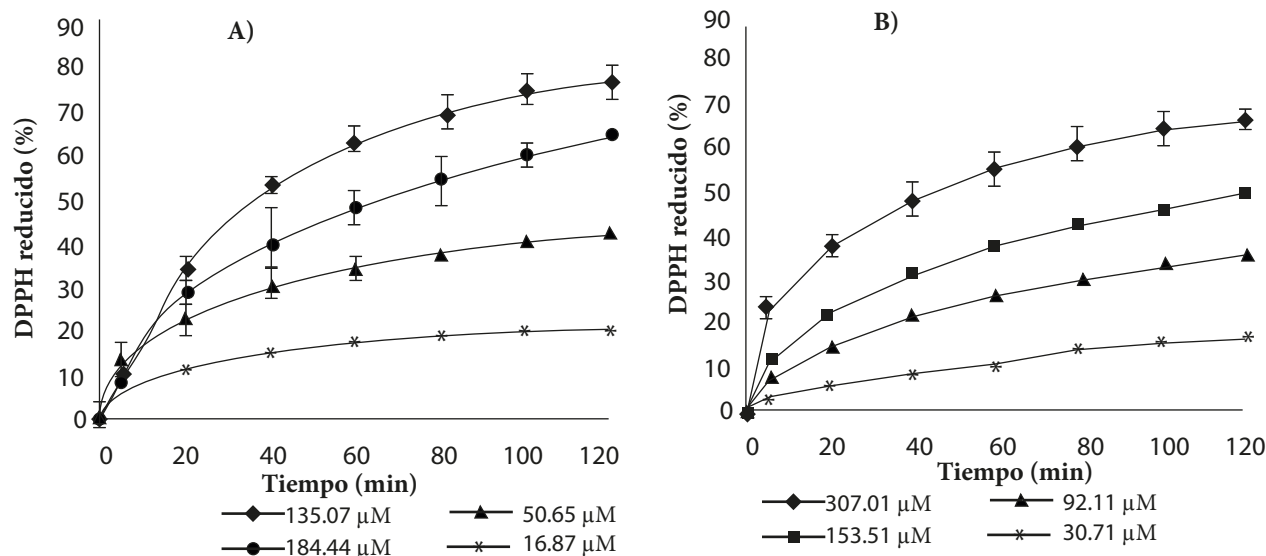 A)
DPPH reducido (%)
90
80
70
60
50
40
30
20
10
0
0 20 40 60 80 100 120
Tiempo (min)
135.07 µM
50.65 µM
184.44 µM
16.87 µM
B)
DPPH reducido (%)
90
80
70
60
50
40
30
20
10
0
0 20 40 60 80 100 120
Tiempo (min)
307.01 µM
92.11 µM
153.51 µM
30.71 µM